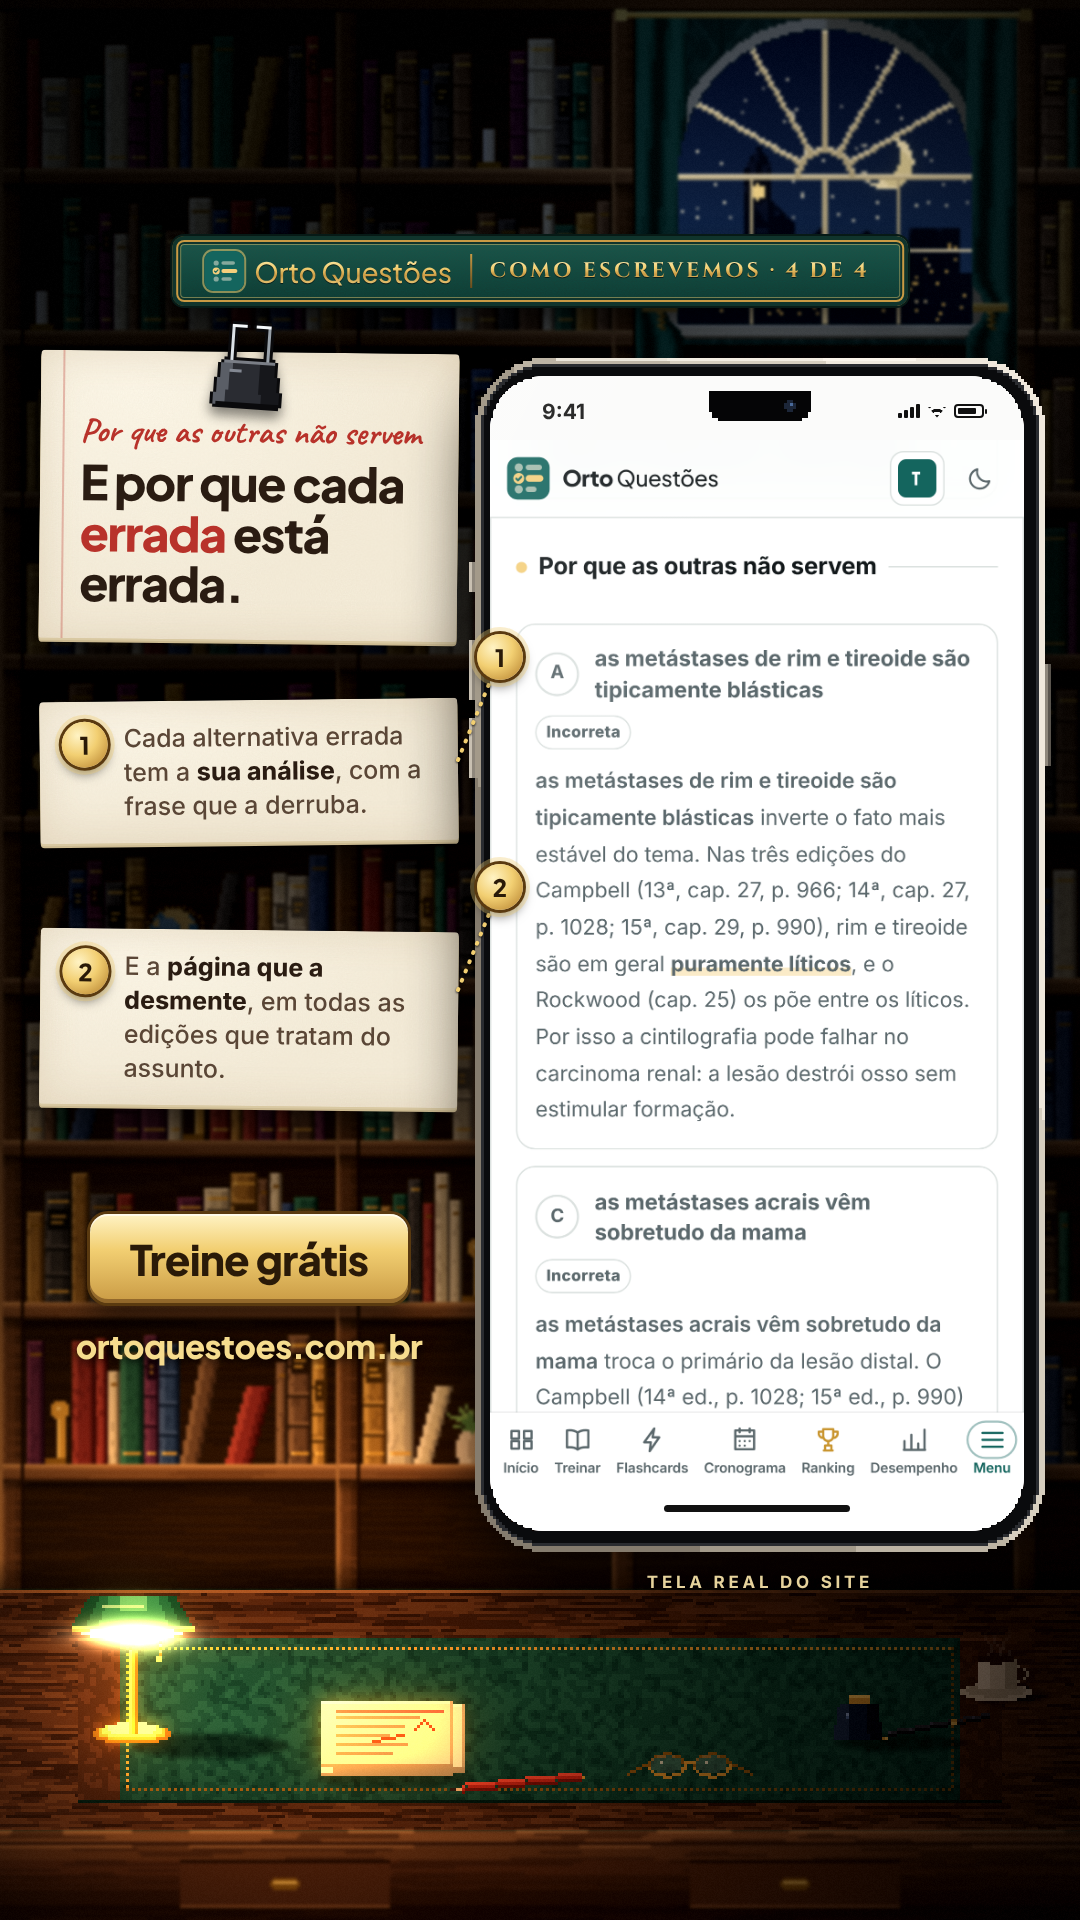 Orto Questões
COMO ESCREVEMOS · 4 DE 4
Por que as outras não servem
E por que cada
errada está
errada.
1
Cada alternativa errada
tem a sua análise, com a
frase que a derruba.
2
E a página que a
desmente, em todas as
edições que tratam do
assunto.
Treine grátis
ortoquestoes.com.br
9:41
Orto Questões
T
Por que as outras não servem
1
A
as metástases de rim e tireoide são
tipicamente blásticas
Incorreta
as metástases de rim e tireoide são
tipicamente blásticas inverte o fato mais
estável do tema. Nas três edições do
2
Campbell (13ª, cap. 27, p. 966; 14ª, cap. 27,
p. 1028; 15ª, cap. 29, p. 990), rim e tireoide
são em geral puramente líticos, e o
Rockwood (cap. 25) os põe entre os líticos.
Por isso a cintilografia pode falhar no
carcinoma renal: a lesão destrói osso sem
estimular formação.
C
as metástases acrais vêm
sobretudo da mama
Incorreta
as metástases acrais vêm sobretudo da
mama troca o primário da lesão distal. O
Campbell (14ª ed., p. 1028; 15ª ed., p. 990)
Início
Treinar
Flashcards
Cronograma
Ranking
Desempenho
Menu
TELA REAL DO SITE